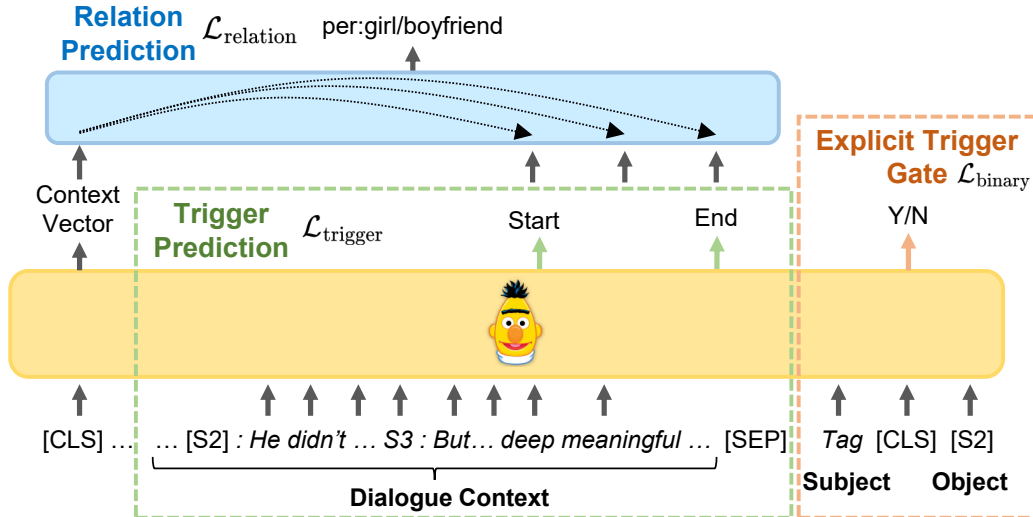 Relation
Prediction
ℒrelation
per:girl/boyfriend
Explicit Trigger
Gate ℒbinary
Context
Vector
Trigger
Prediction
ℒtrigger
Start
End
Y/N
[CLS] … … [S2] : He didn't … S3 : But… deep meaningful … [SEP] Tag [CLS] [S2]
Dialogue Context
Subject
Object